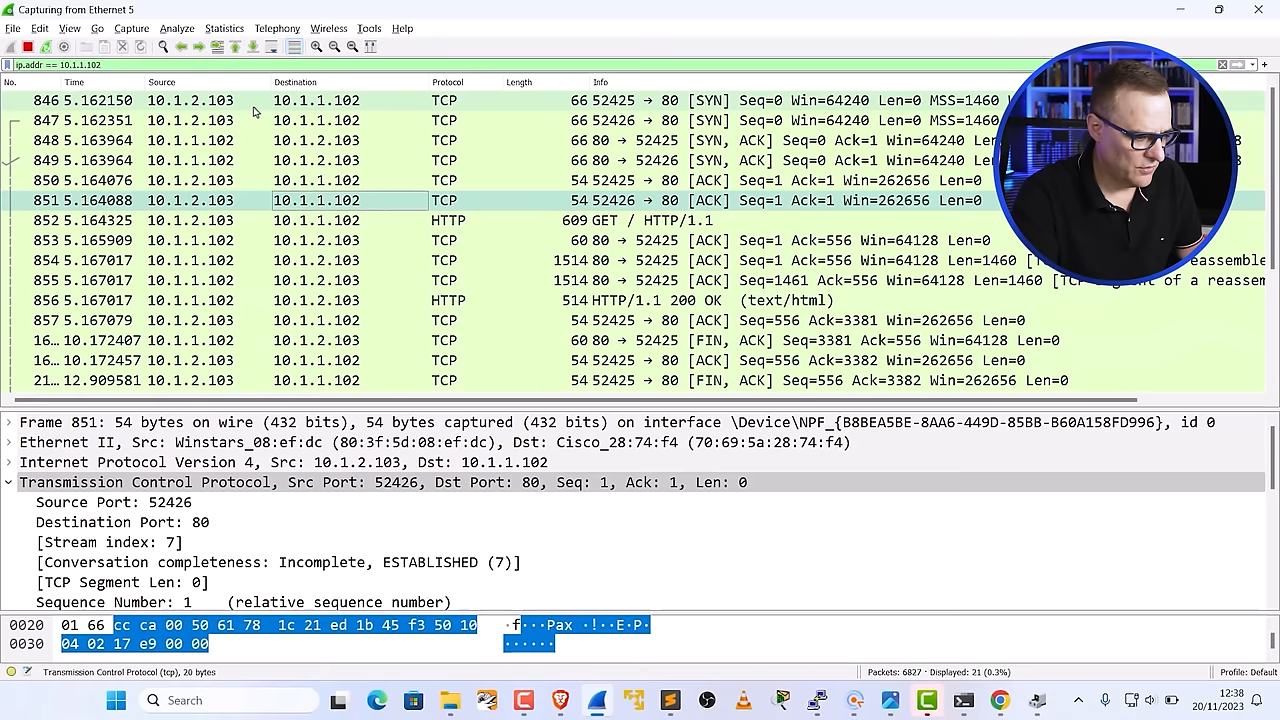 Capturing from Ethernet 5
File Edit View Go Capture Analyze Statistics Telephony Wireless Tools Help
ip.addr == 10.1.1.102
No. Time Source Destination Protocol Length Info
846 5.162150 10.1.2.103 10.1.1.102 TCP 66 52425 → 80 [SYN] Seq=0 Win=64240 Len=0 MSS=1460
847 5.162351 10.1.2.103 10.1.1.102 TCP 66 52426 → 80 [SYN] Seq=0 Win=64240 Len=0 MSS=1460
848 5.163964 10.1.1.102 10.1.2.103 TCP 66 80 → 52425 [SYN, ACK] Seq=0 Ack=1 Win=64240 Len=
849 5.163964 10.1.1.102 10.1.2.103 TCP 66 80 → 52426 [SYN, ACK] Seq=0 Ack=1 Win=64240 Len=
850 5.164076 10.1.2.103 10.1.1.102 TCP 54 52425 → 80 [ACK] Seq=1 Ack=1 Win=262656 Len=0
851 5.164088 10.1.2.103 10.1.1.102 TCP 54 52426 → 80 [ACK] Seq=1 Ack=1 Win=262656 Len=0
852 5.164325 10.1.2.103 10.1.1.102 HTTP 609 GET / HTTP/1.1
853 5.165909 10.1.1.102 10.1.2.103 TCP 60 80 → 52425 [ACK] Seq=1 Ack=556 Win=64128 Len=0
854 5.167017 10.1.1.102 10.1.2.103 TCP 1514 80 → 52425 [ACK] Seq=1 Ack=556 Win=64128 Len=1460 [T reassemble
855 5.167017 10.1.1.102 10.1.2.103 TCP 1514 80 → 52425 [ACK] Seq=1461 Ack=556 Win=64128 Len=1460 [TCP segment of a reassem
856 5.167017 10.1.1.102 10.1.2.103 HTTP 514 HTTP/1.1 200 OK (text/html)
857 5.167079 10.1.2.103 10.1.1.102 TCP 54 52425 → 80 [ACK] Seq=556 Ack=3381 Win=262656 Len=0
16… 10.172407 10.1.1.102 10.1.2.103 TCP 60 80 → 52425 [FIN, ACK] Seq=3381 Ack=556 Win=64128 Len=0
16… 10.172457 10.1.2.103 10.1.1.102 TCP 54 52425 → 80 [ACK] Seq=556 Ack=3382 Win=262656 Len=0
21… 12.909581 10.1.2.103 10.1.1.102 TCP 54 52425 → 80 [FIN, ACK] Seq=556 Ack=3382 Win=262656 Len=0
Frame 851: 54 bytes on wire (432 bits), 54 bytes captured (432 bits) on interface \Device\NPF_{B8BEA5BE-8AA6-449D-85BB-B60A158FD996}, id 0
Ethernet II, Src: Winstars_08:ef:dc (80:3f:5d:08:ef:dc), Dst: Cisco_28:74:f4 (70:69:5a:28:74:f4)
Internet Protocol Version 4, Src: 10.1.2.103, Dst: 10.1.1.102
Transmission Control Protocol, Src Port: 52426, Dst Port: 80, Seq: 1, Ack: 1, Len: 0
Source Port: 52426
Destination Port: 80
[Stream index: 7]
[Conversation completeness: Incomplete, ESTABLISHED (7)]
[TCP Segment Len: 0]
Sequence Number: 1 (relative sequence number)
0020 01 66 cc ca 00 50 61 78 1c 21 ed 1b 45 f3 50 10 ·f···Pax ·!··E·P·
0030 04 02 17 e9 00 00 ······
Transmission Control Protocol (tcp), 20 bytes Packets: 6827 · Displayed: 21 (0.3%) Profile: Default
Search 12:38
20/11/2023